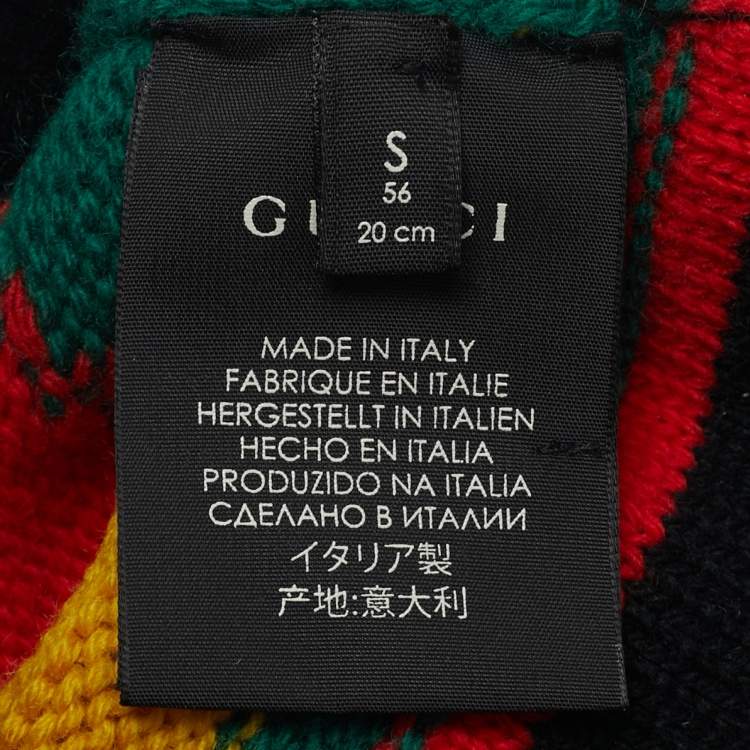 S
56
20 cm
GUCCI
MADE IN ITALY
FABRIQUE EN ITALIE
HERGESTELLT IN ITALIEN
HECHO EN ITALIA
PRODUZIDO NA ITALIA
СДЕЛАНО В ИТАЛИИ
イタリア製
产地:意大利